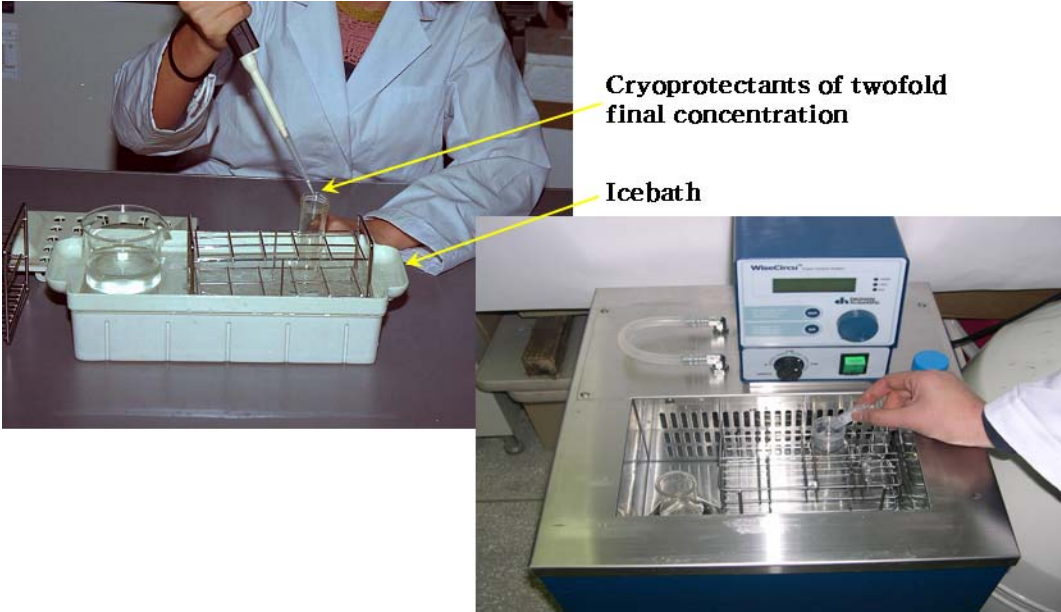 Cryoprotectants of twofold
final concentration
Icebath
WiseCircu